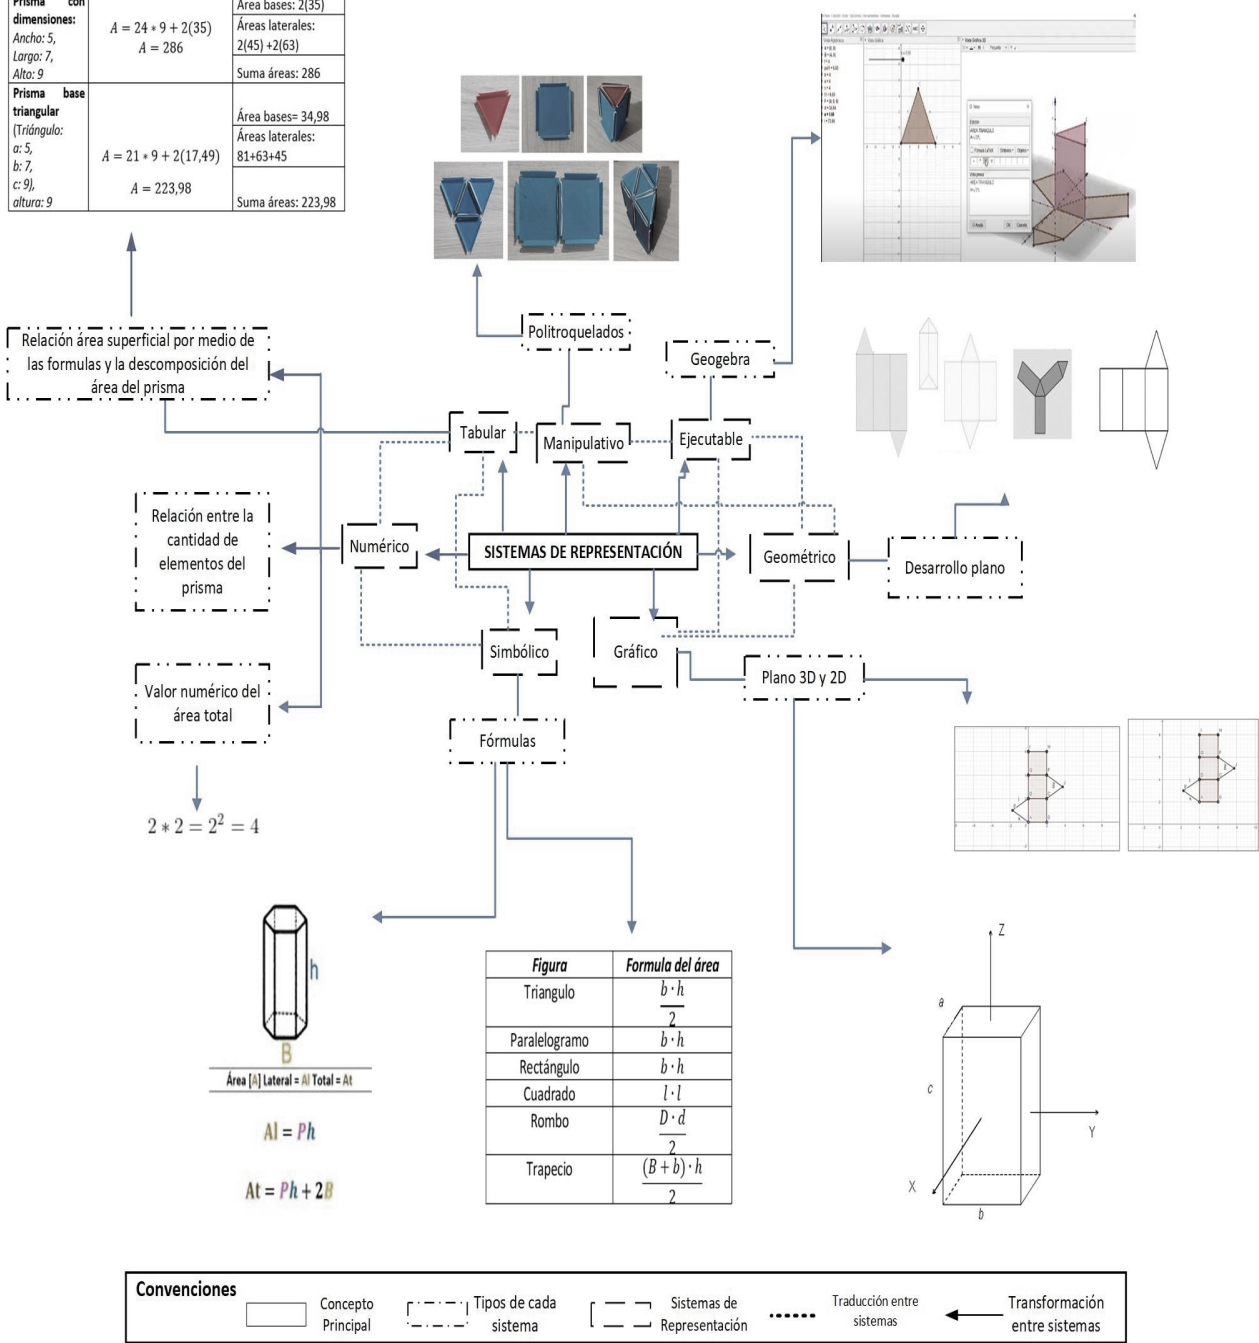 Prisma con
dimensiones:
Ancho: 5,
Largo: 7,
Alto: 9
A = 24 * 9 + 2(35)
A = 286
Área bases: 2(35)
Áreas laterales:
2(45) +2(63)
Suma áreas: 286
Prisma base
triangular
(Triángulo:
a: 5,
b: 7,
c: 9),
altura: 9
A = 21 * 9 + 2(17,49)
A = 223,98
Área bases= 34,98
Áreas laterales:
81+63+45
Suma áreas: 223,98
Relación área superficial por medio de
las formulas y la descomposición del
área del prisma
Politroquelados
Geogebra
Tabular
Manipulativo
Ejecutable
Relación entre la
cantidad de
elementos del
prisma
Numérico
SISTEMAS DE REPRESENTACIÓN
Geométrico
Desarrollo plano
Simbólico
Gráfico
Plano 3D y 2D
Valor numérico del
área total
Fórmulas
2 * 2 = 2² = 4
h
B
Área [A] Lateral = Al Total = At
Al = Ph
At = Ph + 2B
Figura Formula del área
Triangulo b · h / 2
Paralelogramo b · h
Rectángulo b · h
Cuadrado l · l
Rombo D · d / 2
Trapecio (B + b) · h / 2
Z
a
c
Y
X
b
Convenciones
Concepto
Principal
Tipos de cada
sistema
Sistemas de
Representación
Traducción entre
sistemas
Transformación
entre sistemas